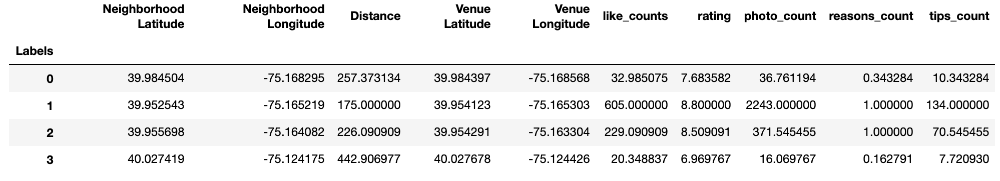 Neighborhood Latitude Neighborhood Longitude Distance Venue Latitude Venue Longitude like_counts rating photo_count reasons_count tips_count
Labels
0 39.984504 -75.168295 257.373134 39.984397 -75.168568 32.985075 7.683582 36.761194 0.343284 10.343284
1 39.952543 -75.165219 175.000000 39.954123 -75.165303 605.000000 8.800000 2243.000000 1.000000 134.000000
2 39.955698 -75.164082 226.090909 39.954291 -75.163304 229.090909 8.509091 371.545455 1.000000 70.545455
3 40.027419 -75.124175 442.906977 40.027678 -75.124426 20.348837 6.969767 16.069767 0.162791 7.720930